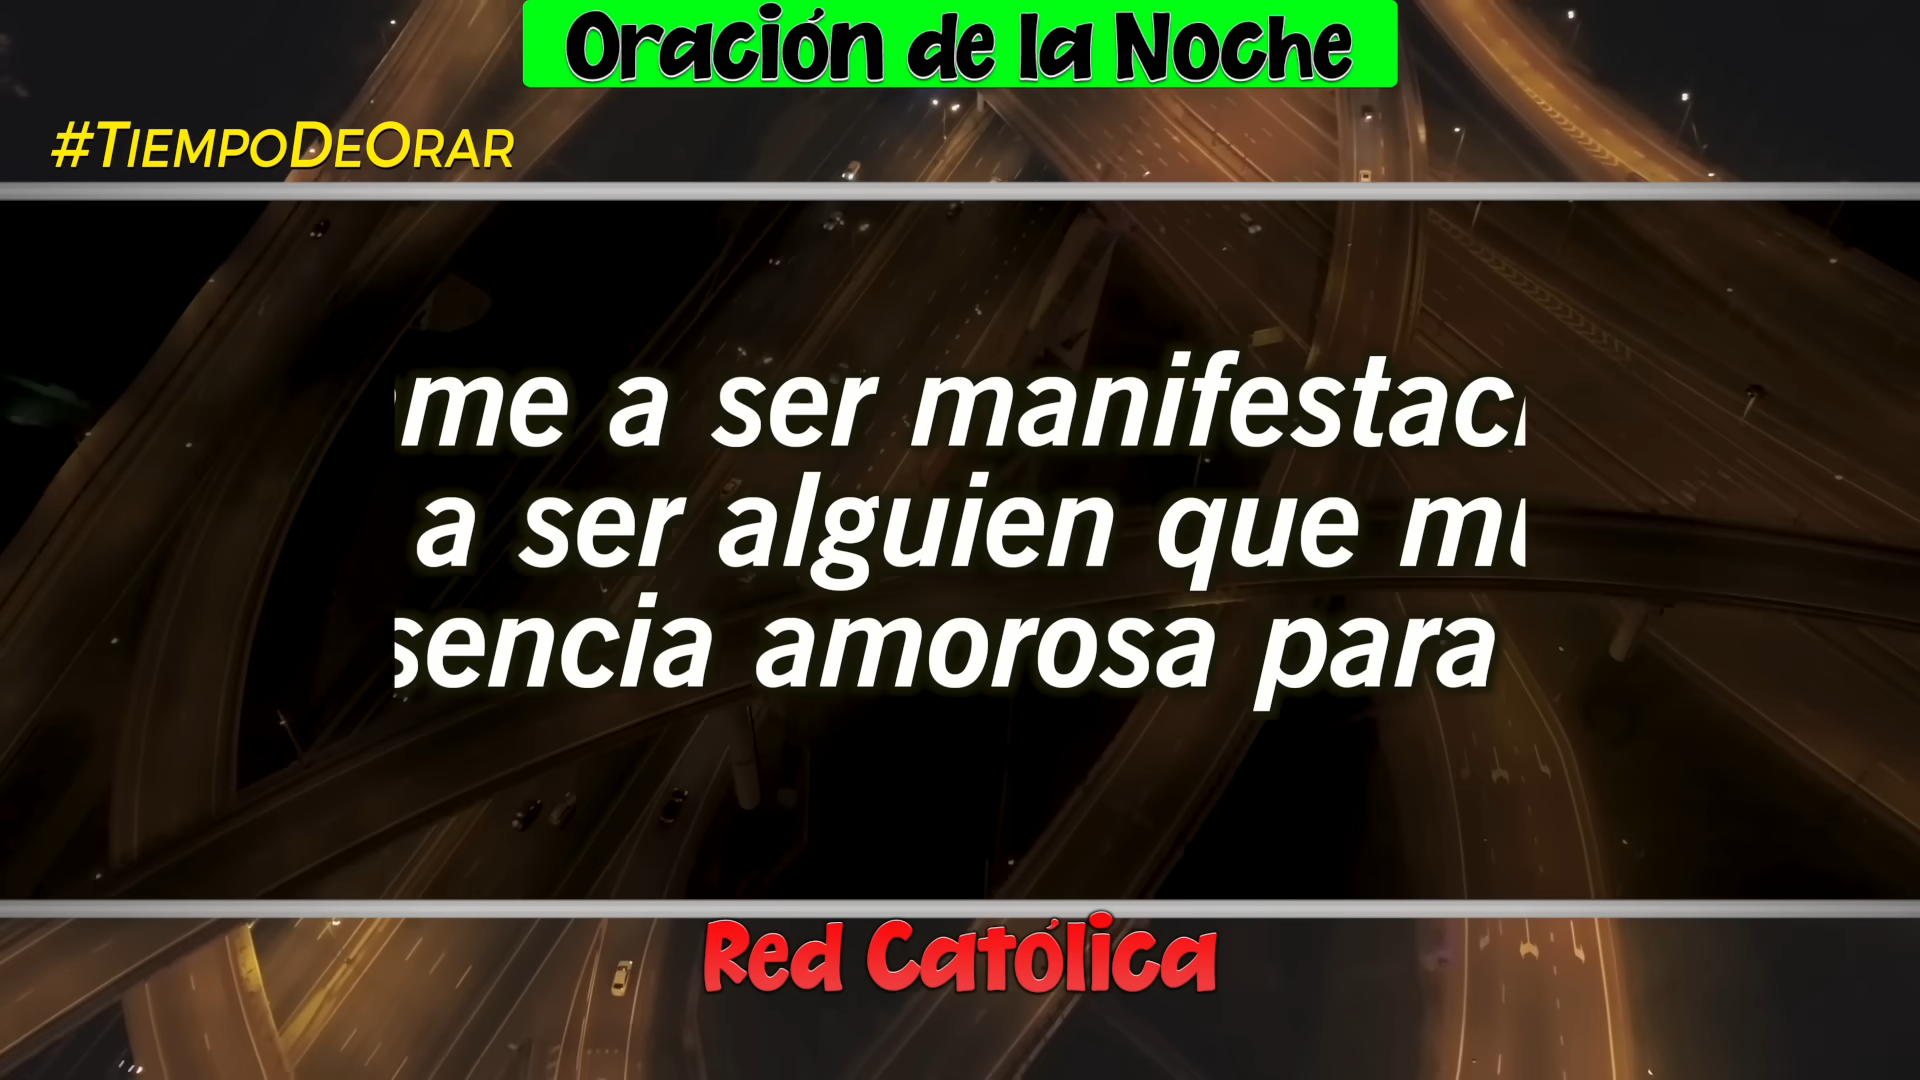 Oración de la Noche
#TiempoDeOrar
me a ser manifestac
a ser alguien que m
sencia amorosa para
Red Católica